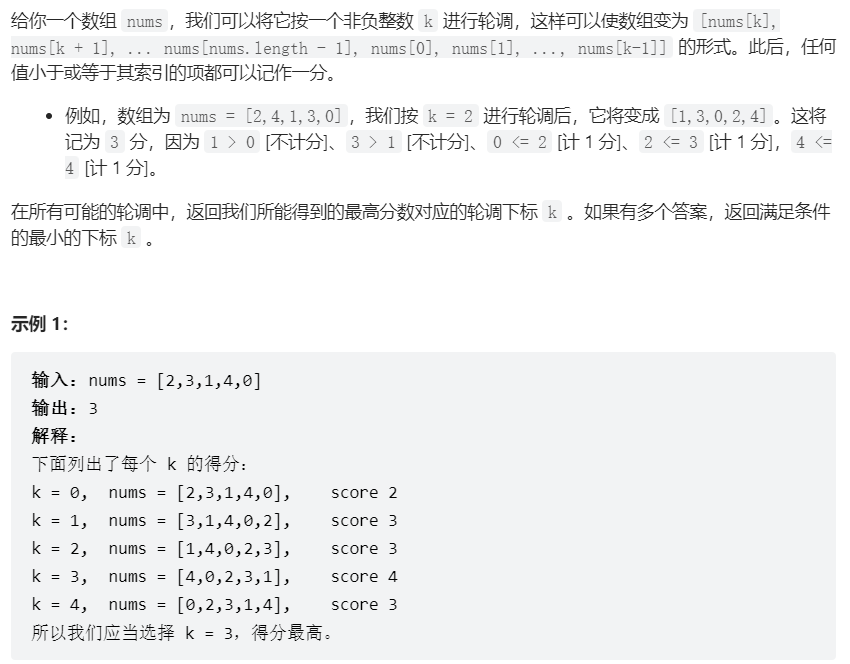 给你一个数组 nums，我们可以将它按一个非负整数 k 进行轮调，这样可以使数组变为 [nums[k],
nums[k + 1], ... nums[nums.length - 1], nums[0], nums[1], ..., nums[k-1]] 的形式。此后，任何
值小于或等于其索引的项都可以记作一分。
• 例如，数组为 nums = [2,4,1,3,0]，我们按 k = 2 进行轮调后，它将变成 [1,3,0,2,4]。这将
记为 3 分，因为 1 > 0 [不计分]、3 > 1 [不计分]、0 <= 2 [计 1 分]、2 <= 3 [计 1 分]，4 <=
4 [计 1 分]。
在所有可能的轮调中，返回我们所能得到的最高分数对应的轮调下标 k 。如果有多个答案，返回满足条件
的最小的下标 k 。
示例 1：
输入：nums = [2,3,1,4,0]
输出：3
解释：
下面列出了每个 k 的得分：
k = 0,  nums = [2,3,1,4,0],    score 2
k = 1,  nums = [3,1,4,0,2],    score 3
k = 2,  nums = [1,4,0,2,3],    score 3
k = 3,  nums = [4,0,2,3,1],    score 4
k = 4,  nums = [0,2,3,1,4],    score 3
所以我们应当选择 k = 3，得分最高。